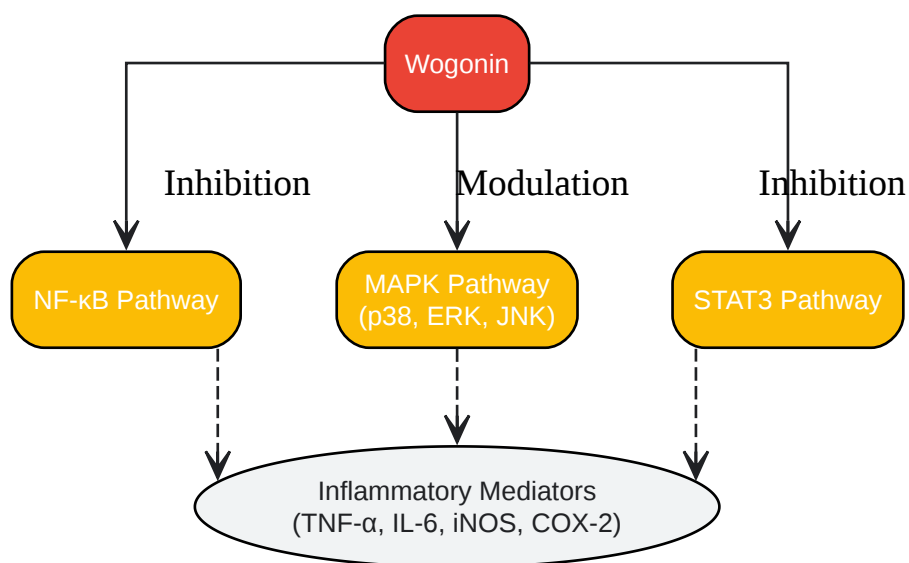 Wogonin
Inhibition
Modulation
Inhibition
NF-κB Pathway
MAPK Pathway
(p38, ERK, JNK)
STAT3 Pathway
Inflammatory Mediators
(TNF-α, IL-6, iNOS, COX-2)